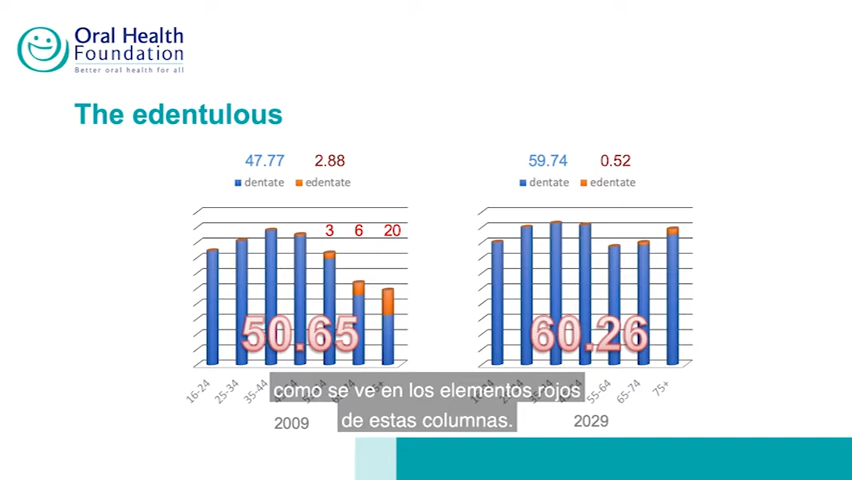 Oral Health
Foundation
Better oral health for all
The edentulous
47.77 2.88
dentate edentate
3 6 20
50.65
16-24 25-34 35-44
2009
59.74 0.52
dentate edentate
60.26
55-64 65-74 75+
2029
como se ve en los elementos rojos
de estas columnas.